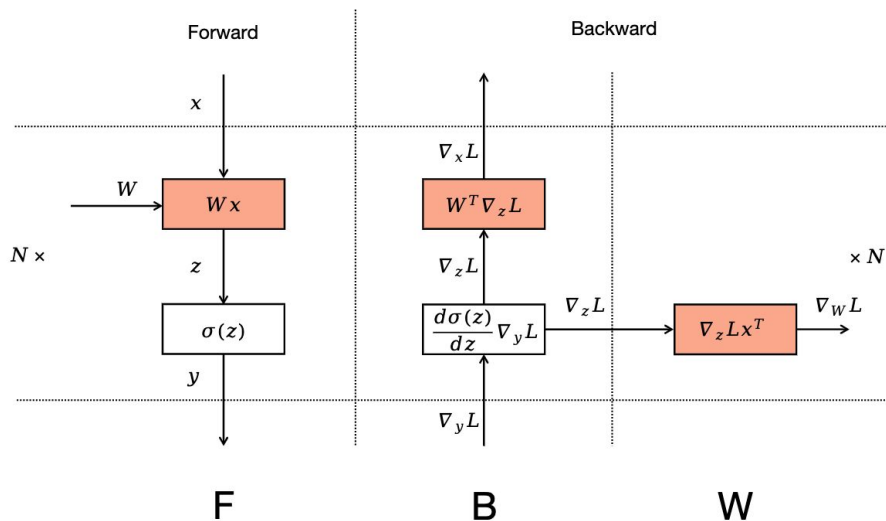 Forward
Backward
x
∇ₓL
W
Wx
Wᵀ∇_zL
N ×
z
∇_zL
× N
σ(z)
dσ(z)/dz ∇_yL
∇_zL
∇_zLxᵀ
∇_WL
y
∇_yL
F
B
W